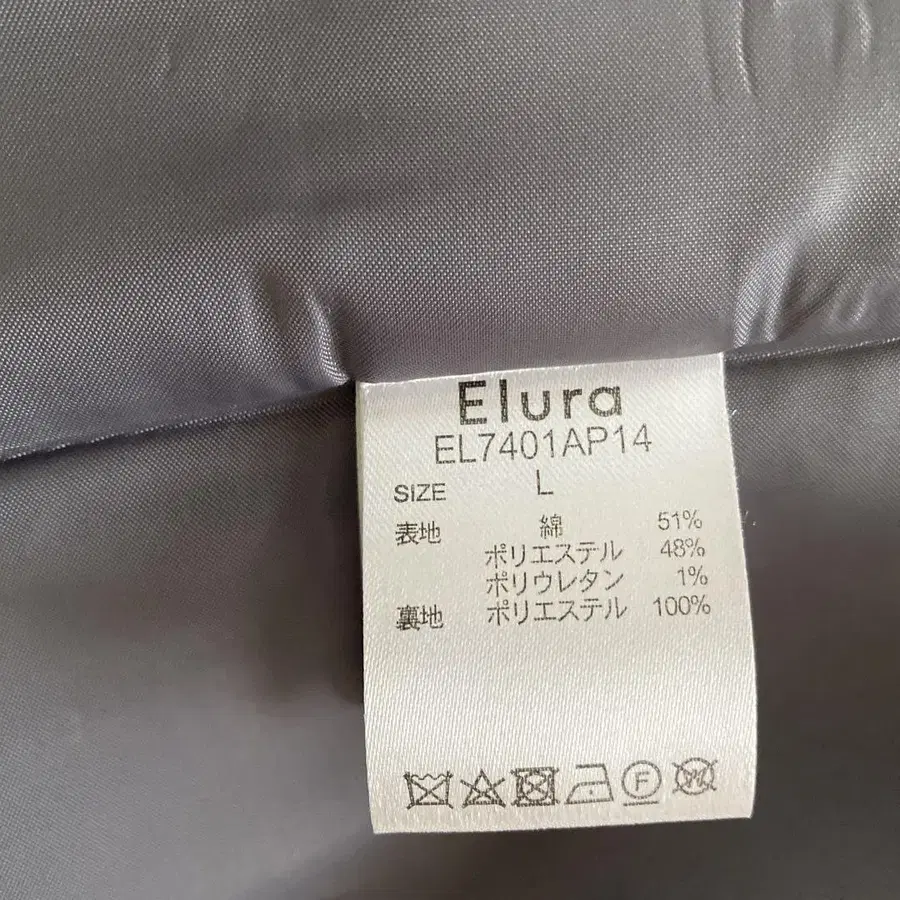 Elura
EL7401AP14
SIZE L
表地 綿 51%
ポリエステル 48%
ポリウレタン 1%
裏地 ポリエステル 100%
F
W